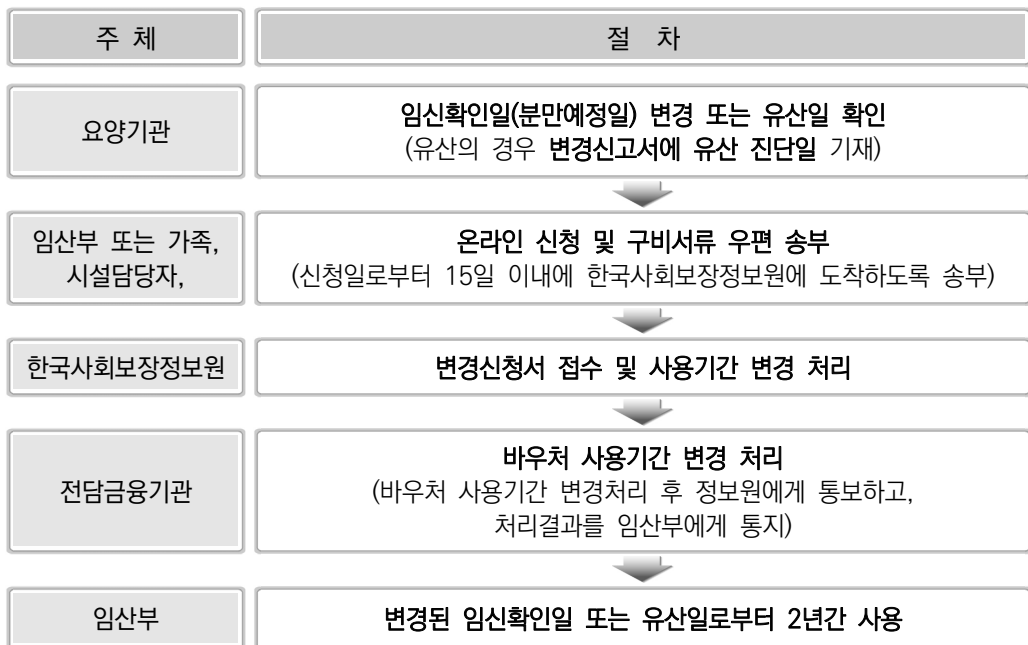 주 체
절 차
요양기관
임신확인일(분만예정일) 변경 또는 유산일 확인
(유산의 경우 변경신고서에 유산 진단일 기재)
임산부 또는 가족,
시설담당자,
온라인 신청 및 구비서류 우편 송부
(신청일로부터 15일 이내에 한국사회보장정보원에 도착하도록 송부)
한국사회보장정보원
변경신청서 접수 및 사용기간 변경 처리
전담금융기관
바우처 사용기간 변경 처리
(바우처 사용기간 변경처리 후 정보원에게 통보하고,
처리결과를 임산부에게 통지)
임산부
변경된 임신확인일 또는 유산일로부터 2년간 사용